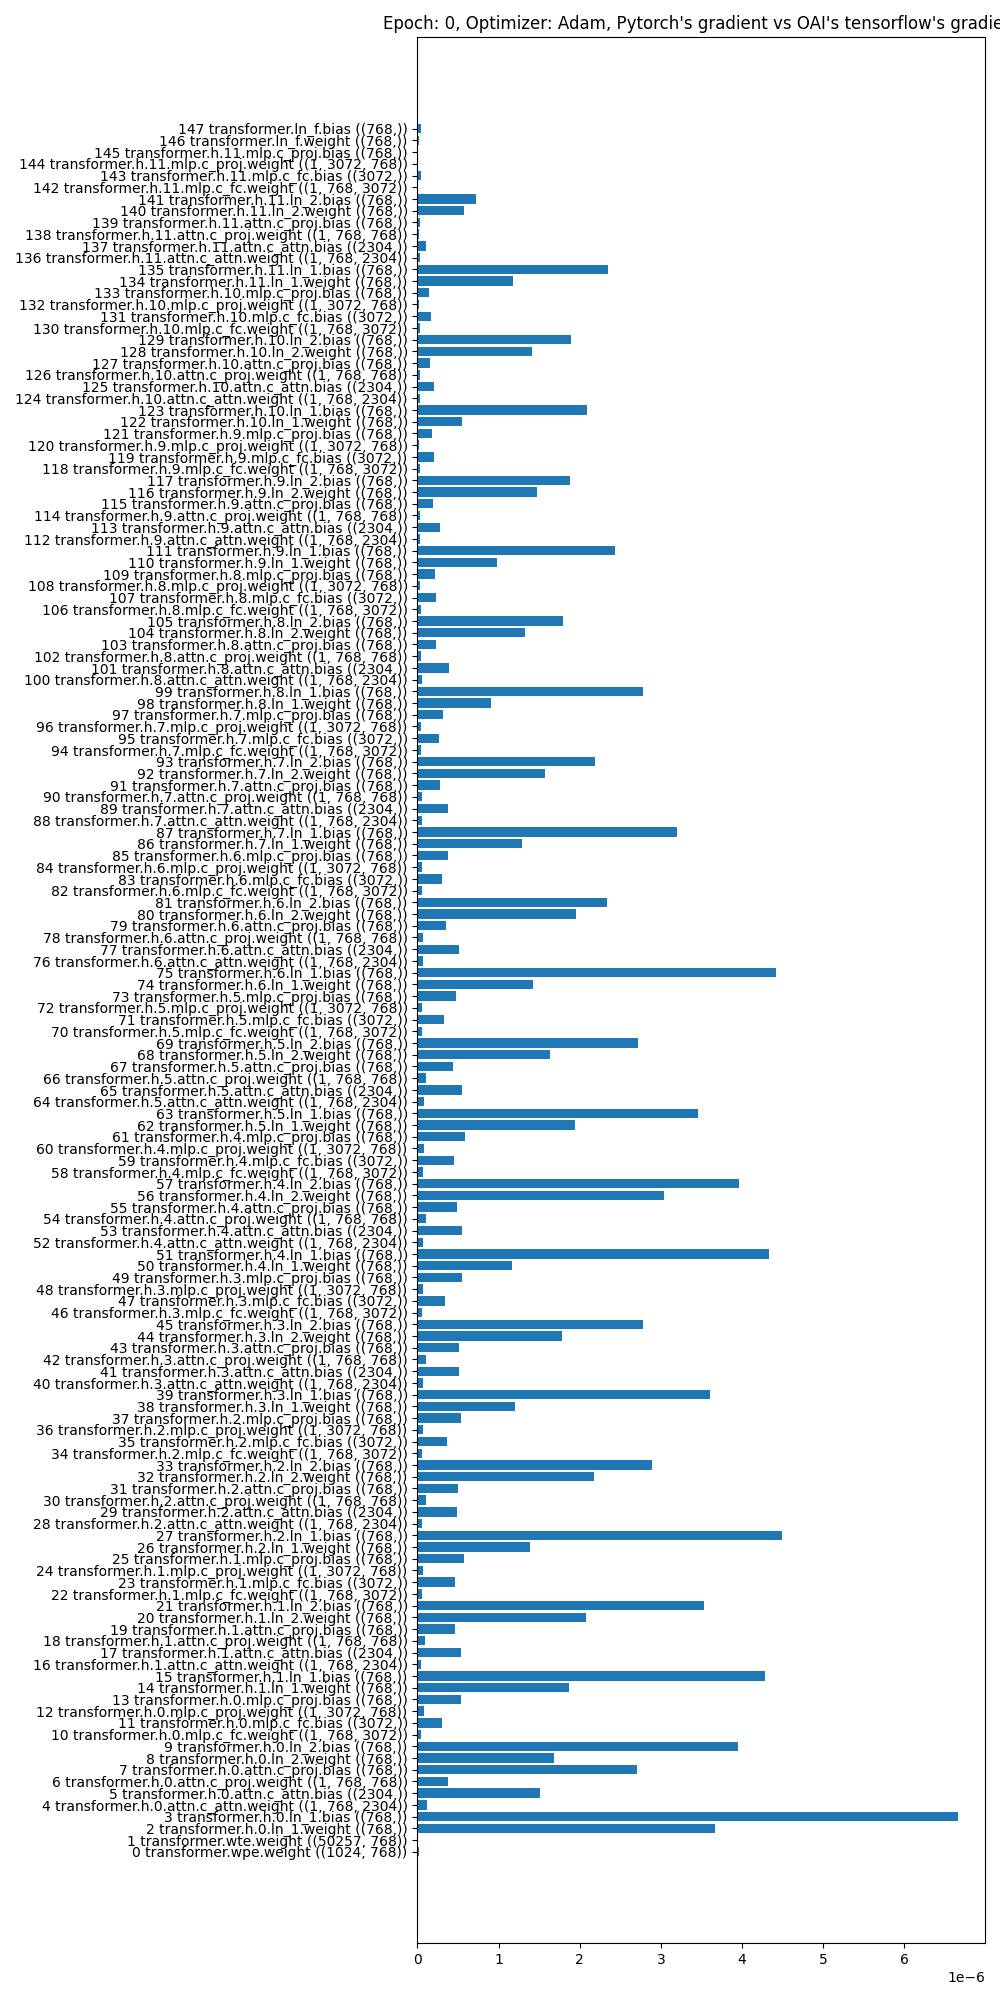 Epoch: 0, Optimizer: Adam, Pytorch's gradient vs OAI's tensorflow's gradie
147 transformer.ln_f.bias ((768,))
146 transformer.ln_f.weight ((768,))
145 transformer.h.11.mlp.c_proj.bias ((768,))
144 transformer.h.11.mlp.c_proj.weight ((1, 3072, 768))
143 transformer.h.11.mlp.c_fc.bias ((3072,))
142 transformer.h.11.mlp.c_fc.weight ((1, 768, 3072))
141 transformer.h.11.ln_2.bias ((768,))
140 transformer.h.11.ln_2.weight ((768,))
139 transformer.h.11.attn.c_proj.bias ((768,))
138 transformer.h.11.attn.c_proj.weight ((1, 768, 768))
137 transformer.h.11.attn.c_attn.bias ((2304,))
136 transformer.h.11.attn.c_attn.weight ((1, 768, 2304))
135 transformer.h.11.ln_1.bias ((768,))
134 transformer.h.11.ln_1.weight ((768,))
133 transformer.h.10.mlp.c_proj.bias ((768,))
132 transformer.h.10.mlp.c_proj.weight ((1, 3072, 768))
131 transformer.h.10.mlp.c_fc.bias ((3072,))
130 transformer.h.10.mlp.c_fc.weight ((1, 768, 3072))
129 transformer.h.10.ln_2.bias ((768,))
128 transformer.h.10.ln_2.weight ((768,))
127 transformer.h.10.attn.c_proj.bias ((768,))
126 transformer.h.10.attn.c_proj.weight ((1, 768, 768))
125 transformer.h.10.attn.c_attn.bias ((2304,))
124 transformer.h.10.attn.c_attn.weight ((1, 768, 2304))
123 transformer.h.10.ln_1.bias ((768,))
122 transformer.h.10.ln_1.weight ((768,))
121 transformer.h.9.mlp.c_proj.bias ((768,))
120 transformer.h.9.mlp.c_proj.weight ((1, 3072, 768))
119 transformer.h.9.mlp.c_fc.bias ((3072,))
118 transformer.h.9.mlp.c_fc.weight ((1, 768, 3072))
117 transformer.h.9.ln_2.bias ((768,))
116 transformer.h.9.ln_2.weight ((768,))
115 transformer.h.9.attn.c_proj.bias ((768,))
114 transformer.h.9.attn.c_proj.weight ((1, 768, 768))
113 transformer.h.9.attn.c_attn.bias ((2304,))
112 transformer.h.9.attn.c_attn.weight ((1, 768, 2304))
111 transformer.h.9.ln_1.bias ((768,))
110 transformer.h.9.ln_1.weight ((768,))
109 transformer.h.8.mlp.c_proj.bias ((768,))
108 transformer.h.8.mlp.c_proj.weight ((1, 3072, 768))
107 transformer.h.8.mlp.c_fc.bias ((3072,))
106 transformer.h.8.mlp.c_fc.weight ((1, 768, 3072))
105 transformer.h.8.ln_2.bias ((768,))
104 transformer.h.8.ln_2.weight ((768,))
103 transformer.h.8.attn.c_proj.bias ((768,))
102 transformer.h.8.attn.c_proj.weight ((1, 768, 768))
101 transformer.h.8.attn.c_attn.bias ((2304,))
100 transformer.h.8.attn.c_attn.weight ((1, 768, 2304))
99 transformer.h.8.ln_1.bias ((768,))
98 transformer.h.8.ln_1.weight ((768,))
97 transformer.h.7.mlp.c_proj.bias ((768,))
96 transformer.h.7.mlp.c_proj.weight ((1, 3072, 768))
95 transformer.h.7.mlp.c_fc.bias ((3072,))
94 transformer.h.7.mlp.c_fc.weight ((1, 768, 3072))
93 transformer.h.7.ln_2.bias ((768,))
92 transformer.h.7.ln_2.weight ((768,))
91 transformer.h.7.attn.c_proj.bias ((768,))
90 transformer.h.7.attn.c_proj.weight ((1, 768, 768))
89 transformer.h.7.attn.c_attn.bias ((2304,))
88 transformer.h.7.attn.c_attn.weight ((1, 768, 2304))
87 transformer.h.7.ln_1.bias ((768,))
86 transformer.h.7.ln_1.weight ((768,))
85 transformer.h.6.mlp.c_proj.bias ((768,))
84 transformer.h.6.mlp.c_proj.weight ((1, 3072, 768))
83 transformer.h.6.mlp.c_fc.bias ((3072,))
82 transformer.h.6.mlp.c_fc.weight ((1, 768, 3072))
81 transformer.h.6.ln_2.bias ((768,))
80 transformer.h.6.ln_2.weight ((768,))
79 transformer.h.6.attn.c_proj.bias ((768,))
78 transformer.h.6.attn.c_proj.weight ((1, 768, 768))
77 transformer.h.6.attn.c_attn.bias ((2304,))
76 transformer.h.6.attn.c_attn.weight ((1, 768, 2304))
75 transformer.h.6.ln_1.bias ((768,))
74 transformer.h.6.ln_1.weight ((768,))
73 transformer.h.5.mlp.c_proj.bias ((768,))
72 transformer.h.5.mlp.c_proj.weight ((1, 3072, 768))
71 transformer.h.5.mlp.c_fc.bias ((3072,))
70 transformer.h.5.mlp.c_fc.weight ((1, 768, 3072))
69 transformer.h.5.ln_2.bias ((768,))
68 transformer.h.5.ln_2.weight ((768,))
67 transformer.h.5.attn.c_proj.bias ((768,))
66 transformer.h.5.attn.c_proj.weight ((1, 768, 768))
65 transformer.h.5.attn.c_attn.bias ((2304,))
64 transformer.h.5.attn.c_attn.weight ((1, 768, 2304))
63 transformer.h.5.ln_1.bias ((768,))
62 transformer.h.5.ln_1.weight ((768,))
61 transformer.h.4.mlp.c_proj.bias ((768,))
60 transformer.h.4.mlp.c_proj.weight ((1, 3072, 768))
59 transformer.h.4.mlp.c_fc.bias ((3072,))
58 transformer.h.4.mlp.c_fc.weight ((1, 768, 3072))
57 transformer.h.4.ln_2.bias ((768,))
56 transformer.h.4.ln_2.weight ((768,))
55 transformer.h.4.attn.c_proj.bias ((768,))
54 transformer.h.4.attn.c_proj.weight ((1, 768, 768))
53 transformer.h.4.attn.c_attn.bias ((2304,))
52 transformer.h.4.attn.c_attn.weight ((1, 768, 2304))
51 transformer.h.4.ln_1.bias ((768,))
50 transformer.h.4.ln_1.weight ((768,))
49 transformer.h.3.mlp.c_proj.bias ((768,))
48 transformer.h.3.mlp.c_proj.weight ((1, 3072, 768))
47 transformer.h.3.mlp.c_fc.bias ((3072,))
46 transformer.h.3.mlp.c_fc.weight ((1, 768, 3072))
45 transformer.h.3.ln_2.bias ((768,))
44 transformer.h.3.ln_2.weight ((768,))
43 transformer.h.3.attn.c_proj.bias ((768,))
42 transformer.h.3.attn.c_proj.weight ((1, 768, 768))
41 transformer.h.3.attn.c_attn.bias ((2304,))
40 transformer.h.3.attn.c_attn.weight ((1, 768, 2304))
39 transformer.h.3.ln_1.bias ((768,))
38 transformer.h.3.ln_1.weight ((768,))
37 transformer.h.2.mlp.c_proj.bias ((768,))
36 transformer.h.2.mlp.c_proj.weight ((1, 3072, 768))
35 transformer.h.2.mlp.c_fc.bias ((3072,))
34 transformer.h.2.mlp.c_fc.weight ((1, 768, 3072))
33 transformer.h.2.ln_2.bias ((768,))
32 transformer.h.2.ln_2.weight ((768,))
31 transformer.h.2.attn.c_proj.bias ((768,))
30 transformer.h.2.attn.c_proj.weight ((1, 768, 768))
29 transformer.h.2.attn.c_attn.bias ((2304,))
28 transformer.h.2.attn.c_attn.weight ((1, 768, 2304))
27 transformer.h.2.ln_1.bias ((768,))
26 transformer.h.2.ln_1.weight ((768,))
25 transformer.h.1.mlp.c_proj.bias ((768,))
24 transformer.h.1.mlp.c_proj.weight ((1, 3072, 768))
23 transformer.h.1.mlp.c_fc.bias ((3072,))
22 transformer.h.1.mlp.c_fc.weight ((1, 768, 3072))
21 transformer.h.1.ln_2.bias ((768,))
20 transformer.h.1.ln_2.weight ((768,))
19 transformer.h.1.attn.c_proj.bias ((768,))
18 transformer.h.1.attn.c_proj.weight ((1, 768, 768))
17 transformer.h.1.attn.c_attn.bias ((2304,))
16 transformer.h.1.attn.c_attn.weight ((1, 768, 2304))
15 transformer.h.1.ln_1.bias ((768,))
14 transformer.h.1.ln_1.weight ((768,))
13 transformer.h.0.mlp.c_proj.bias ((768,))
12 transformer.h.0.mlp.c_proj.weight ((1, 3072, 768))
11 transformer.h.0.mlp.c_fc.bias ((3072,))
10 transformer.h.0.mlp.c_fc.weight ((1, 768, 3072))
9 transformer.h.0.ln_2.bias ((768,))
8 transformer.h.0.ln_2.weight ((768,))
7 transformer.h.0.attn.c_proj.bias ((768,))
6 transformer.h.0.attn.c_proj.weight ((1, 768, 768))
5 transformer.h.0.attn.c_attn.bias ((2304,))
4 transformer.h.0.attn.c_attn.weight ((1, 768, 2304))
3 transformer.h.0.ln_1.bias ((768,))
2 transformer.h.0.ln_1.weight ((768,))
1 transformer.wte.weight ((50257, 768))
0 transformer.wpe.weight ((1024, 768))
0 1 2 3 4 5 6
1e−6